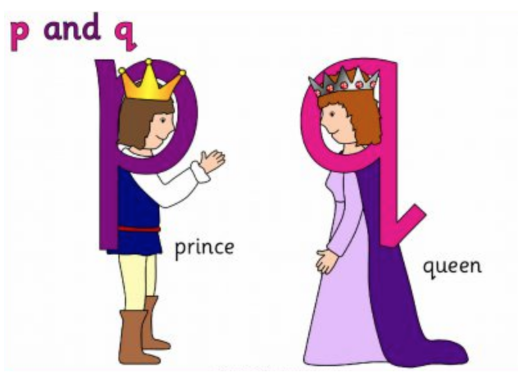 p and q
p q
prince
queen